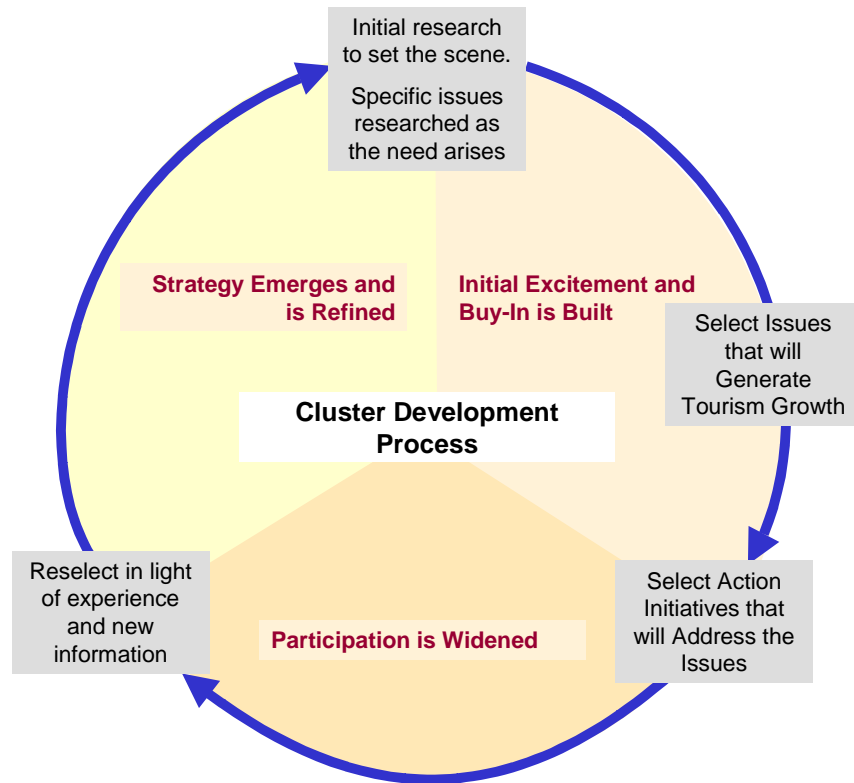 Initial research
to set the scene.
Specific issues
researched as
the need arises
Strategy Emerges and
is Refined
Initial Excitement and
Buy-In is Built
Select Issues
that will
Generate
Tourism Growth
Cluster Development
Process
Reselect in light
of experience
and new
information
Participation is Widened
Select Action
Initiatives that
will Address the
Issues